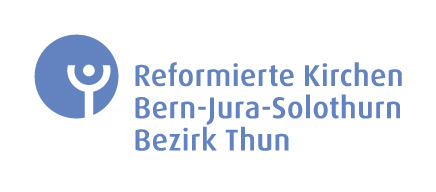 Reformierte Kirchen
Bern-Jura-Solothurn
Bezirk Thun